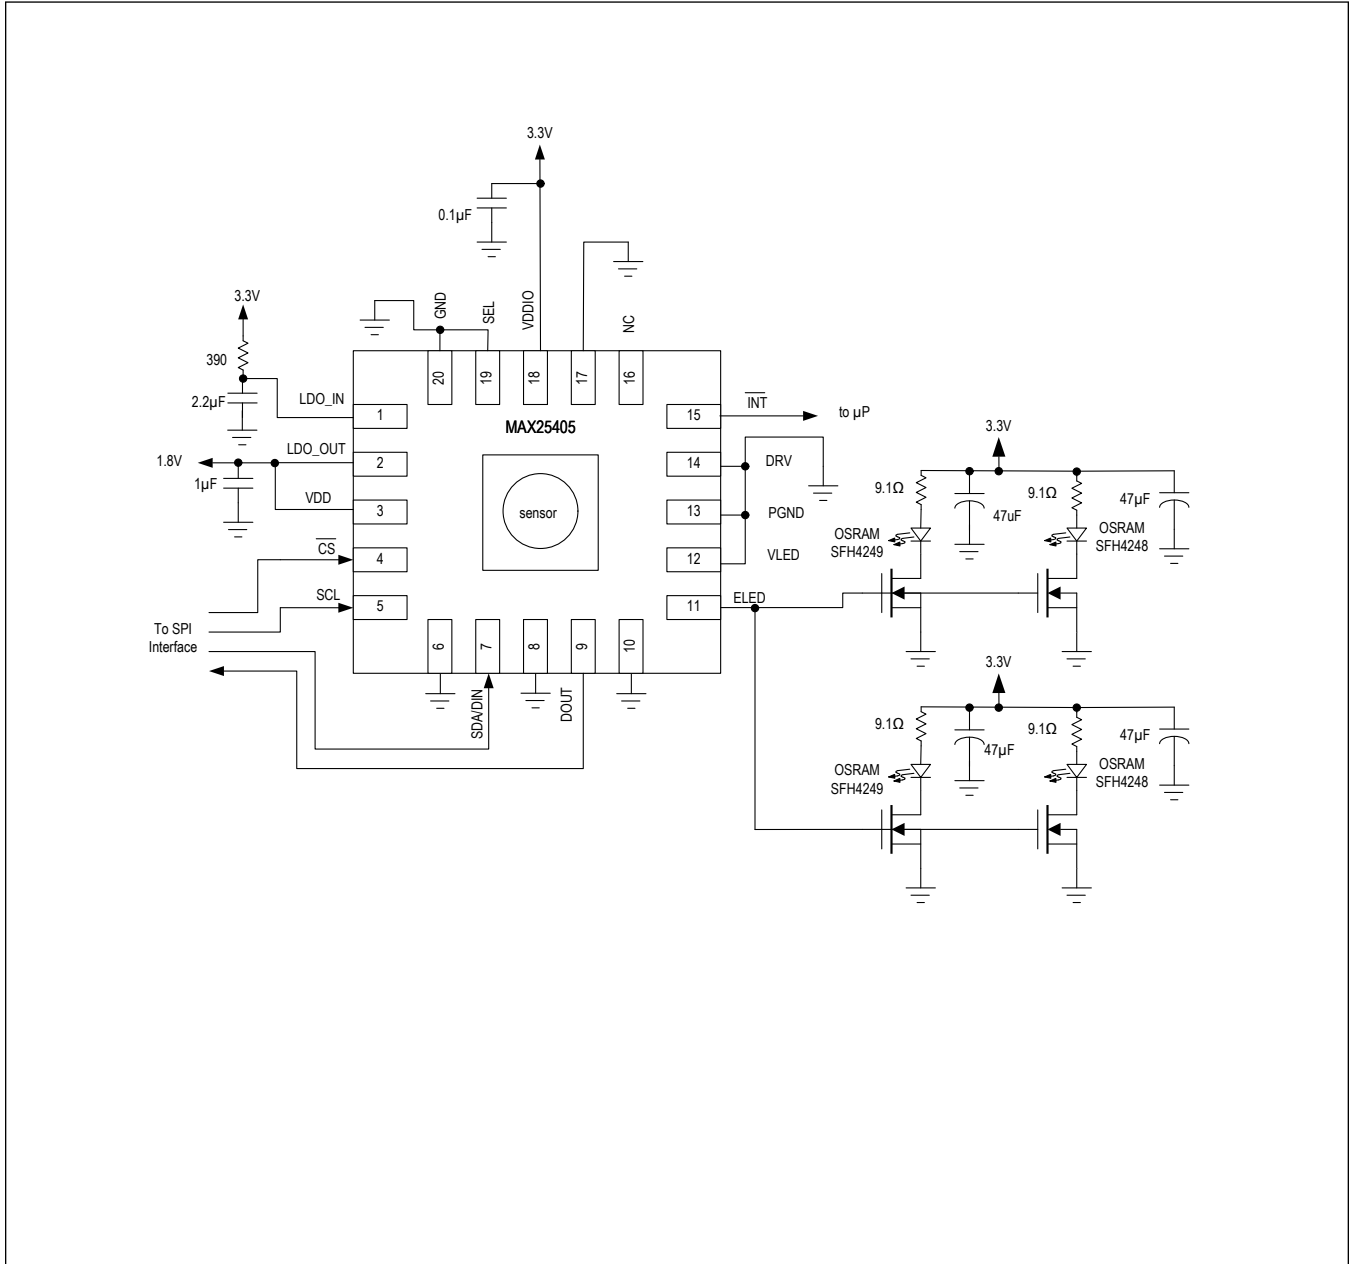 3.3V
0.1µF
3.3V
GND
SEL
VDDIO
NC
390
2.2µF
LDO_IN
20
19
18
17
16
1
MAX25405
15
INT
to µP
1.8V
LDO_OUT
2
14
DRV
3.3V
1µF
VDD
3
sensor
13
PGND
9.1Ω
47uF
9.1Ω
47µF
OSRAM
SFH4249
OSRAM
SFH4248
CS
4
12
VLED
SCL
5
11
ELED
To SPI
Interface
6
7
8
9
10
SDA/DIN
DOUT
3.3V
9.1Ω
47µF
9.1Ω
47µF
OSRAM
SFH4249
OSRAM
SFH4248